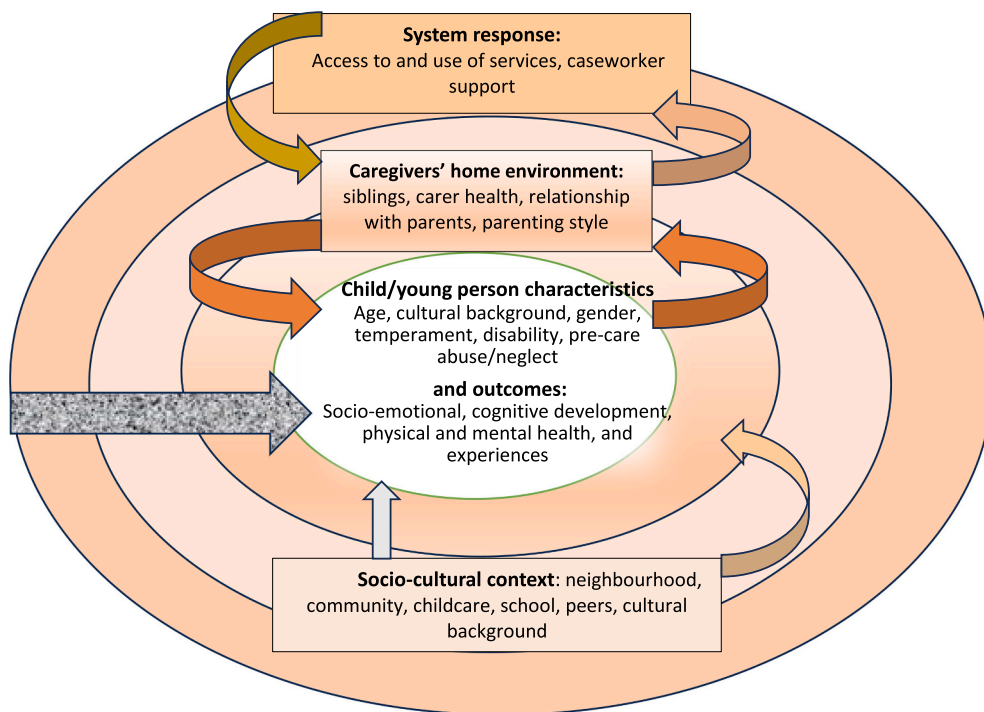 System response:
Access to and use of services, caseworker
support
Caregivers’ home environment:
siblings, carer health, relationship
with parents, parenting style
Child/young person characteristics
Age, cultural background, gender,
temperament, disability, pre-care
abuse/neglect
and outcomes:
Socio-emotional, cognitive development,
physical and mental health, and
experiences
Socio-cultural context: neighbourhood,
community, childcare, school, peers, cultural
background